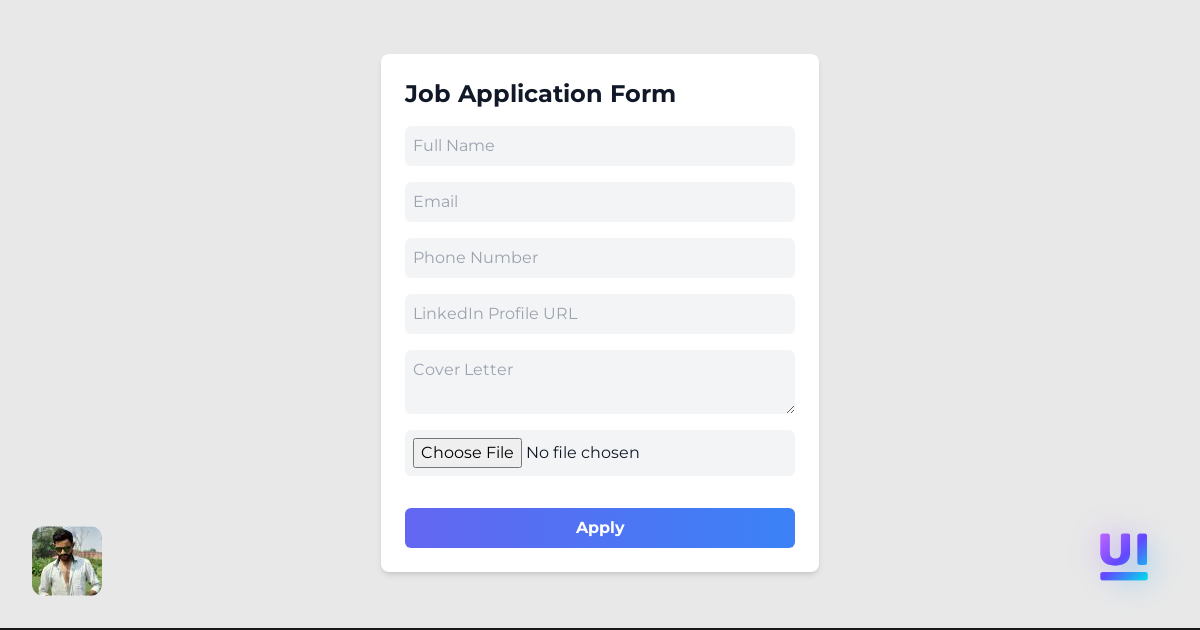 Job Application Form
Full Name
Email
Phone Number
LinkedIn Profile URL
Cover Letter
Choose File No file chosen
Apply
UI